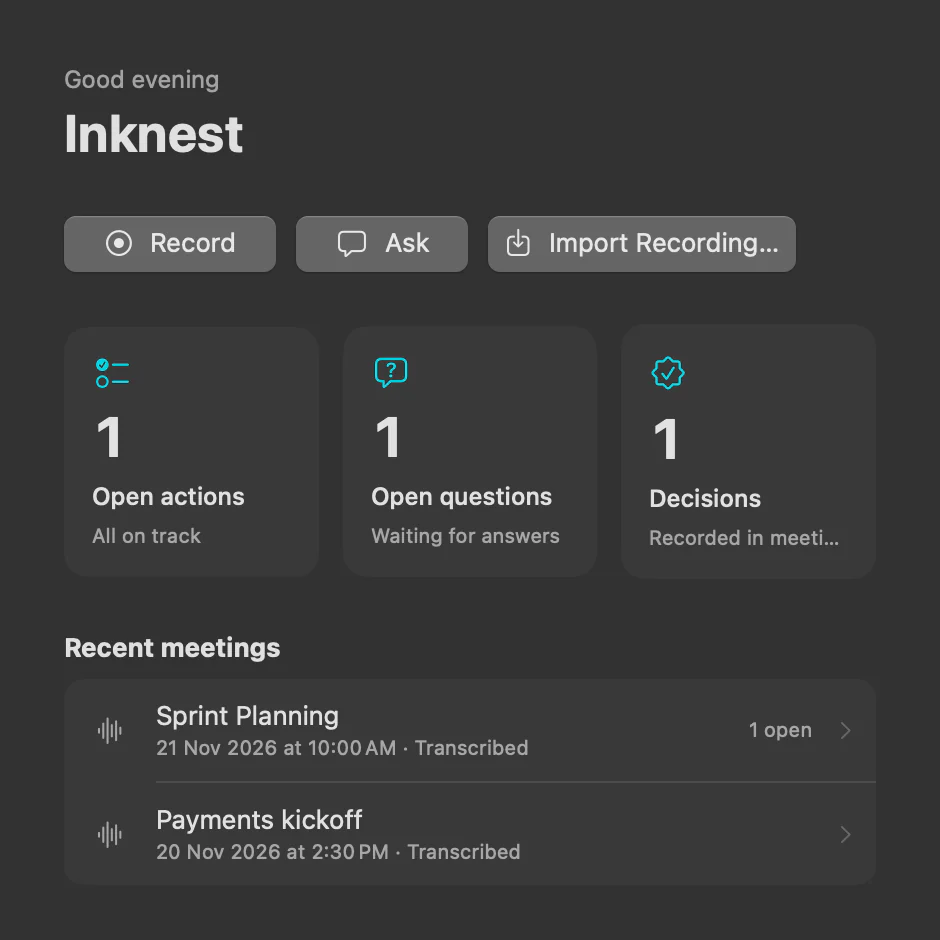 Good evening
Inknest
Record
Ask
Import Recording...
1
Open actions
All on track
?
1
Open questions
Waiting for answers
1
Decisions
Recorded in meeti...
Recent meetings
Sprint Planning
21 Nov 2026 at 10:00 AM · Transcribed
1 open
Payments kickoff
20 Nov 2026 at 2:30 PM · Transcribed